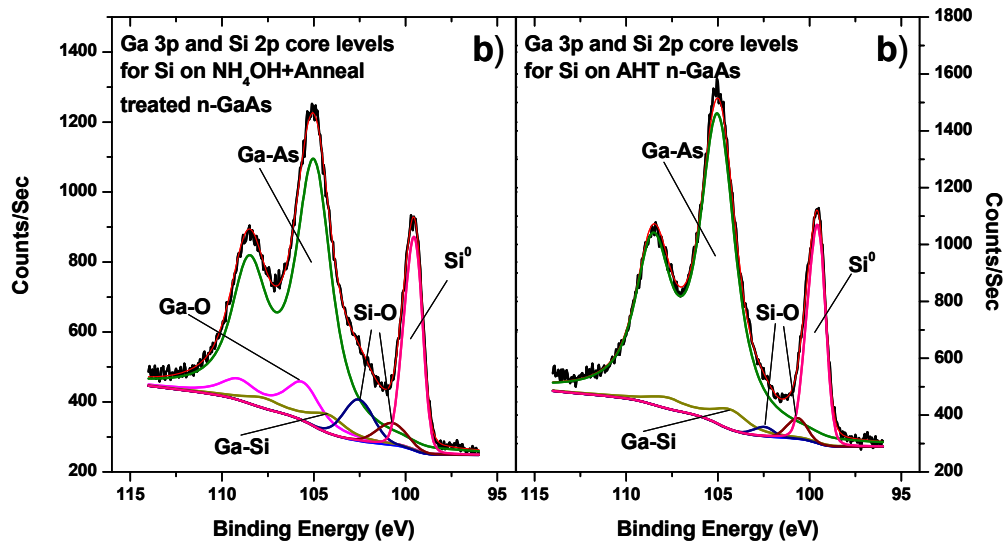 Ga 3p and Si 2p core levels
for Si on NH4OH+Anneal
treated n-GaAs
b)
Ga-As
Ga-O
Si-O
Si0
Ga-Si
1400
1200
1000
800
600
400
200
Counts/Sec
115 110 105 100 95
Binding Energy (eV)
Ga 3p and Si 2p core levels
for Si on AHT n-GaAs
b)
Ga-As
Si-O
Si0
Ga-Si
1800
1600
1400
1200
1000
800
600
400
200
Counts/Sec
110 105 100 95
Binding Energy (eV)